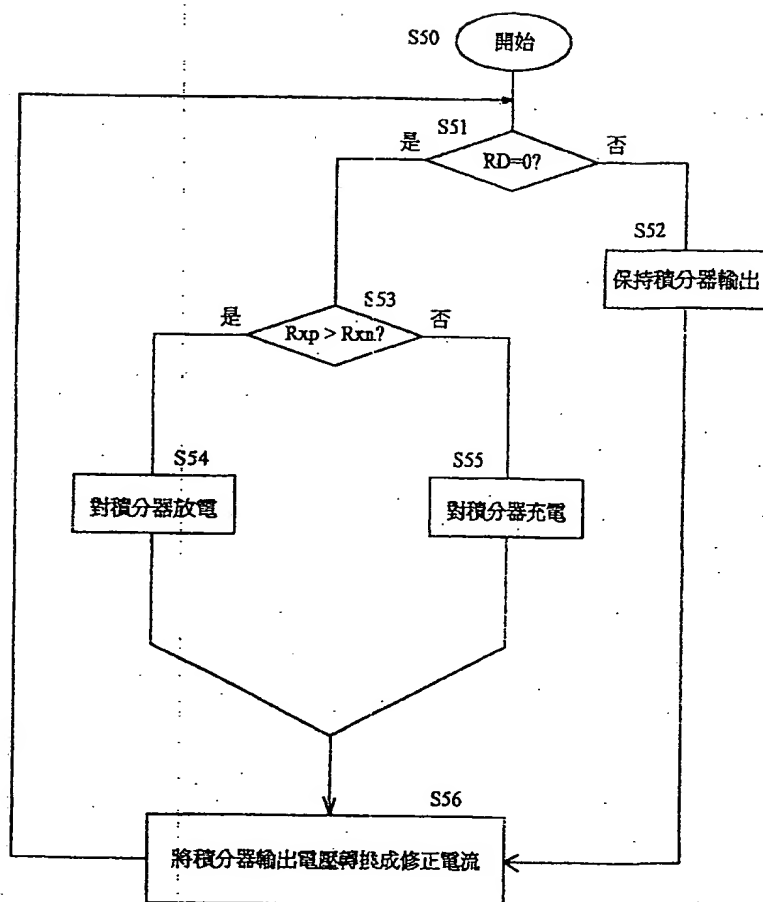 S50
開始
S51
是
RD=0?
否
S52
保持積分器輸出
S53
是
Rxp > Rxn?
否
S54
對積分器放電
S55
對積分器充電
S56
將積分器輸出電壓轉換成修正電流